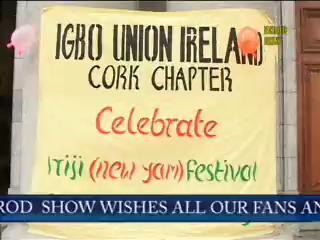 IGBO UNION IRELAND
CORK CHAPTER
Celebrate
Iriji (new yam) Festival
ROD SHOW WISHES ALL OUR FANS AN